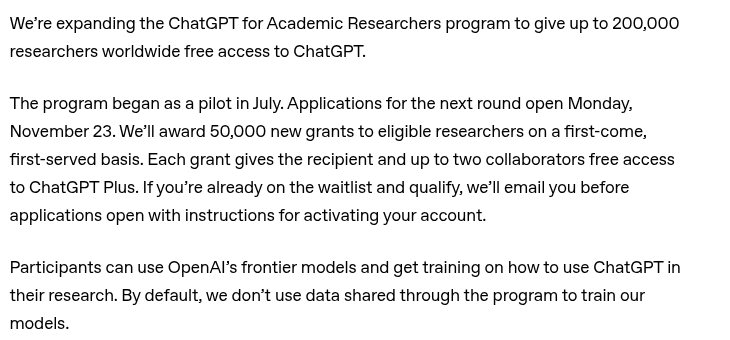 We’re expanding the ChatGPT for Academic Researchers program to give up to 200,000
researchers worldwide free access to ChatGPT.
The program began as a pilot in July. Applications for the next round open Monday,
November 23. We’ll award 50,000 new grants to eligible researchers on a first-come,
first-served basis. Each grant gives the recipient and up to two collaborators free access
to ChatGPT Plus. If you’re already on the waitlist and qualify, we’ll email you before
applications open with instructions for activating your account.
Participants can use OpenAI’s frontier models and get training on how to use ChatGPT in
their research. By default, we don’t use data shared through the program to train our
models.